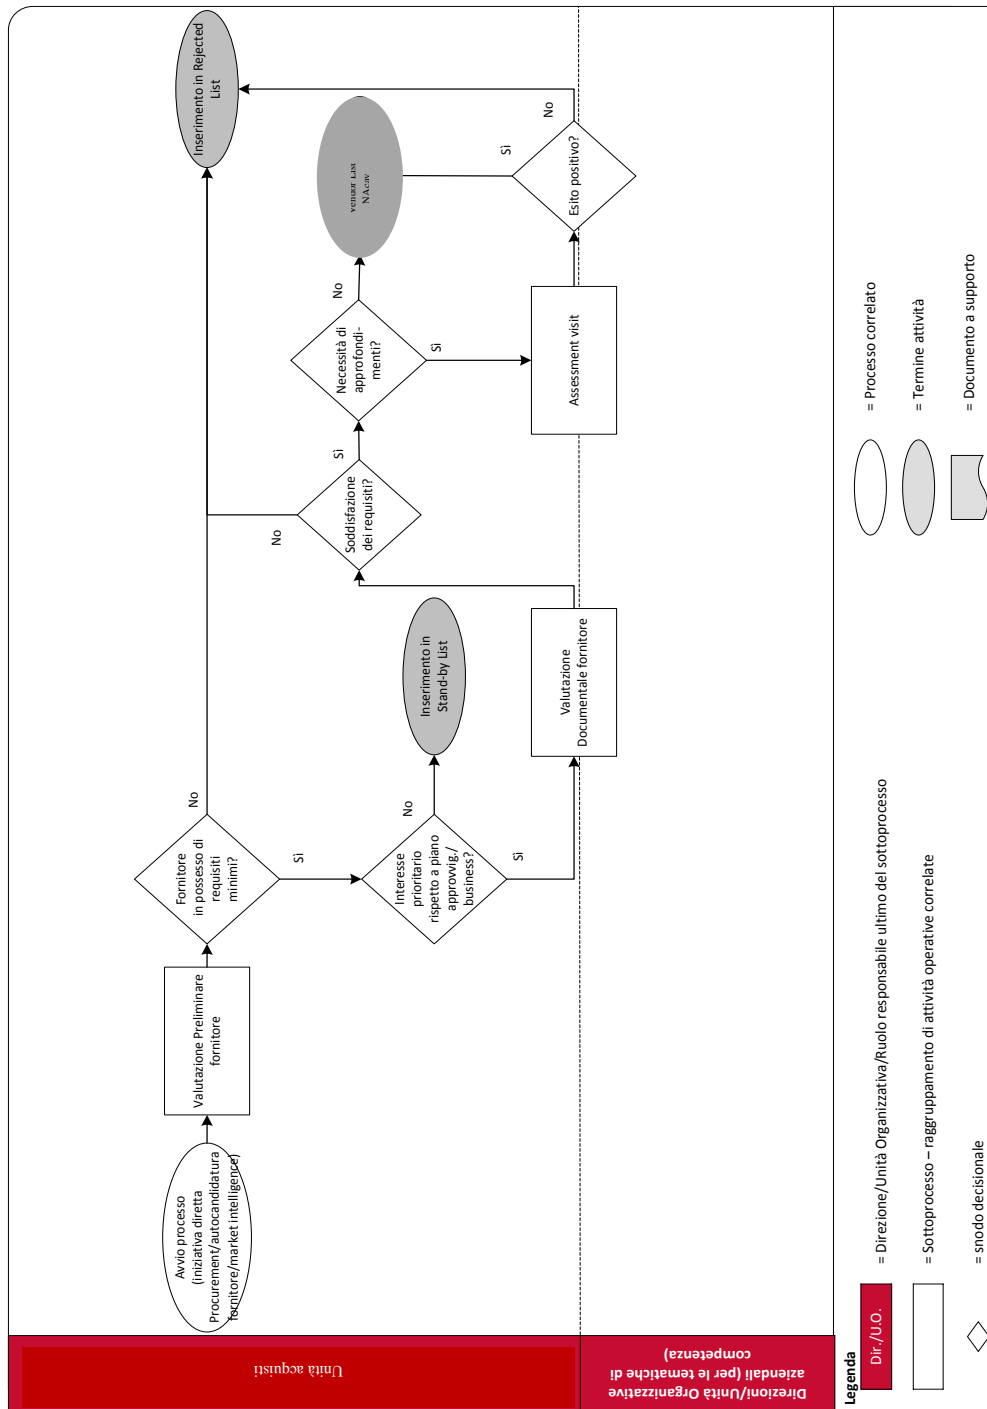 Unità acquisti
Direzioni/Unità Organizzative
aziendali (per le tematiche di
competenza)
Avvio processo
(iniziativa diretta
Procurement/autocandidatura
fornitore/market intelligence)
Valutazione Preliminare
fornitore
Fornitore
in possesso di
requisiti
minimi?
No
Sì
Interesse
prioritario
rispetto a piano
approvvig./
business?
No
Sì
Inserimento in
Stand-by List
Valutazione
Documentale fornitore
Soddisfazione
dei requisiti?
No
Sì
Necessità di
approfondi-
menti?
No
Sì
Assessment visit
Esito positivo?
Sì
No
List
Inserimento in Rejected
List
Legenda
Dir./U.O.
= Direzione/Unità Organizzativa/Ruolo responsabile ultimo del sottoprocesso
= Sottoprocesso – raggruppamento di attività operative correlate
= snodo decisionale
= Processo correlato
= Termine attività
= Documento a supporto